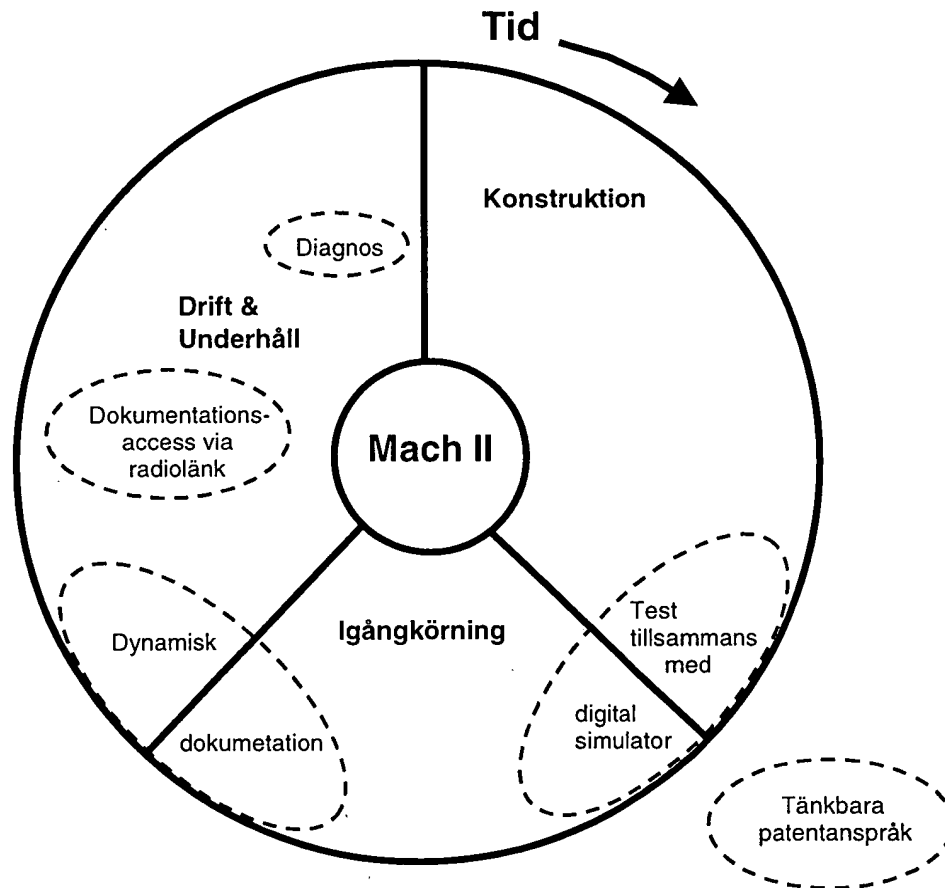 Tid
Konstruktion
Diagnos
Drift &
Underhåll
Dokumentations-
access via
radiolänk
Mach II
Igångkörning
Test
tillsammans
med
Dynamisk
digital
simulator
dokumetation
Tänkbara
patentanspråk